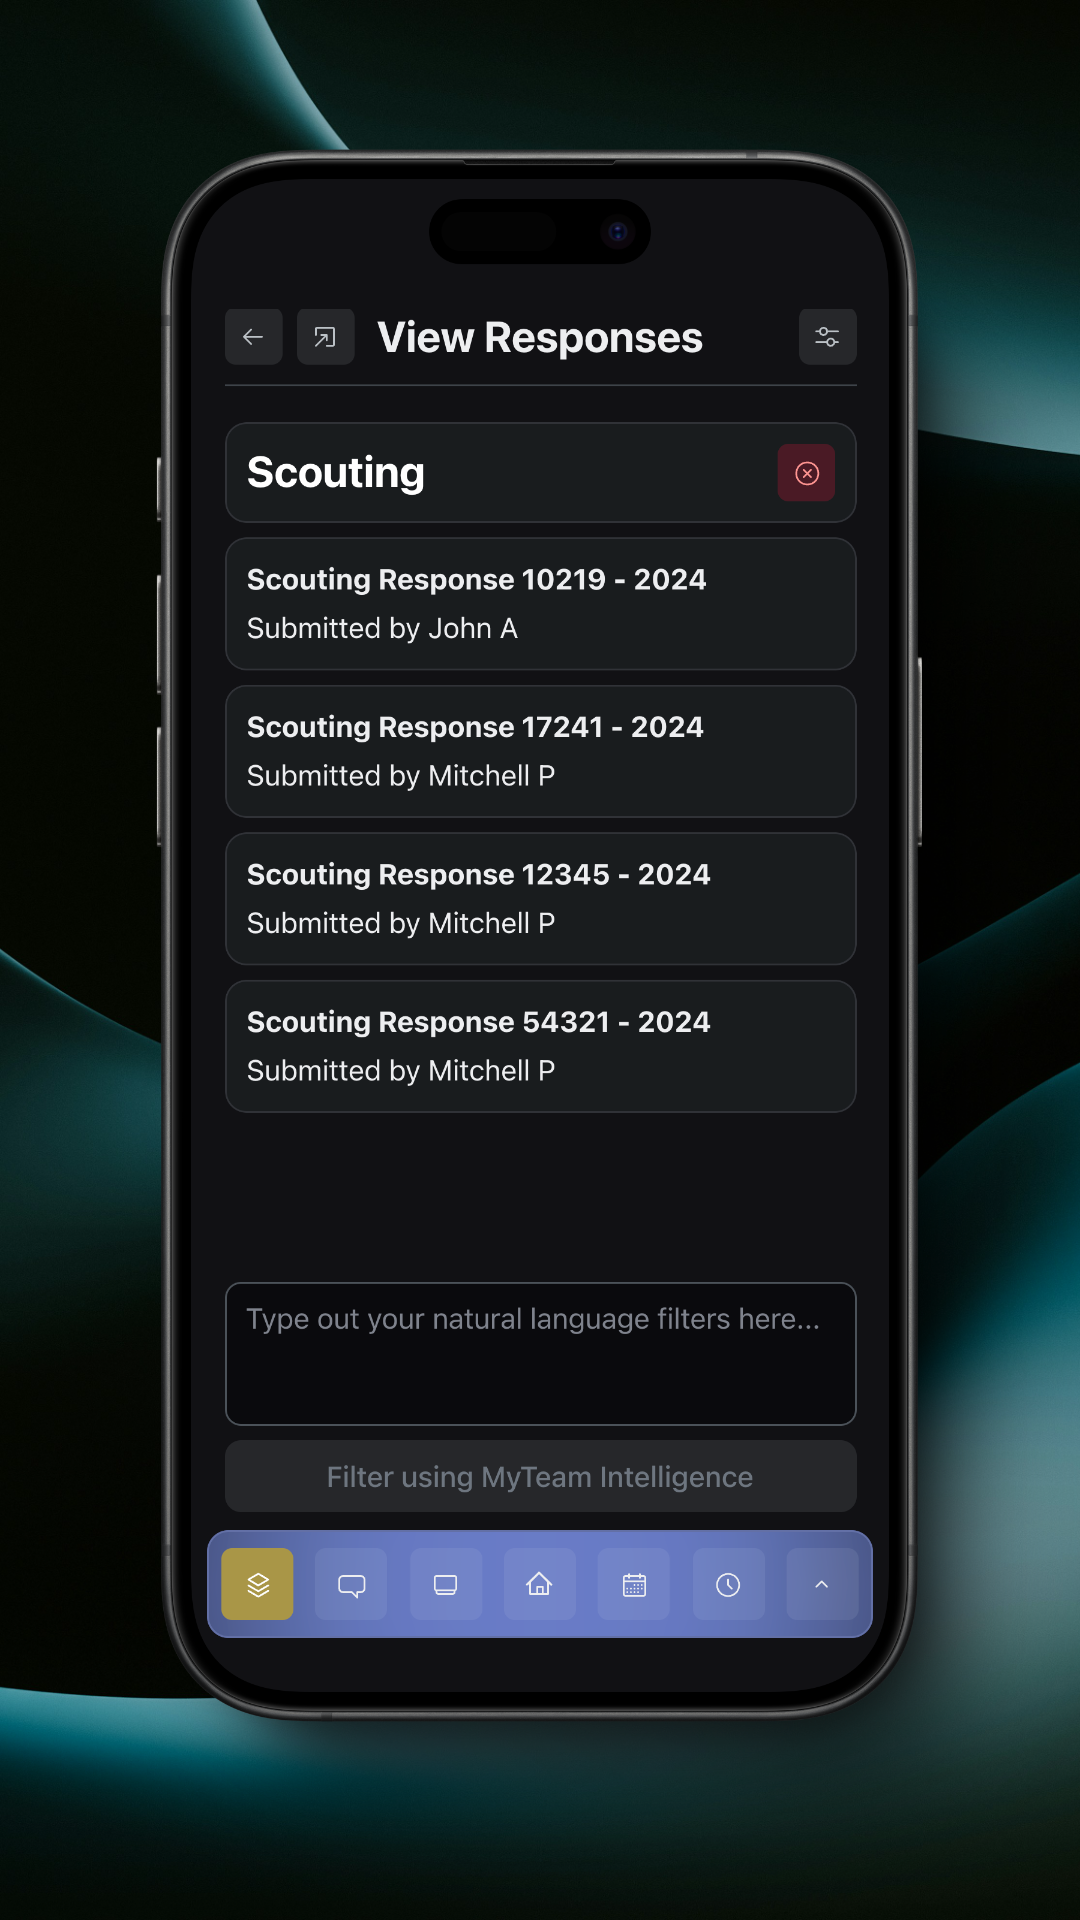 View Responses
Scouting
Scouting Response 10219 - 2024
Submitted by John A
Scouting Response 17241 - 2024
Submitted by Mitchell P
Scouting Response 12345 - 2024
Submitted by Mitchell P
Scouting Response 54321 - 2024
Submitted by Mitchell P
Type out your natural language filters here...
Filter using MyTeam Intelligence